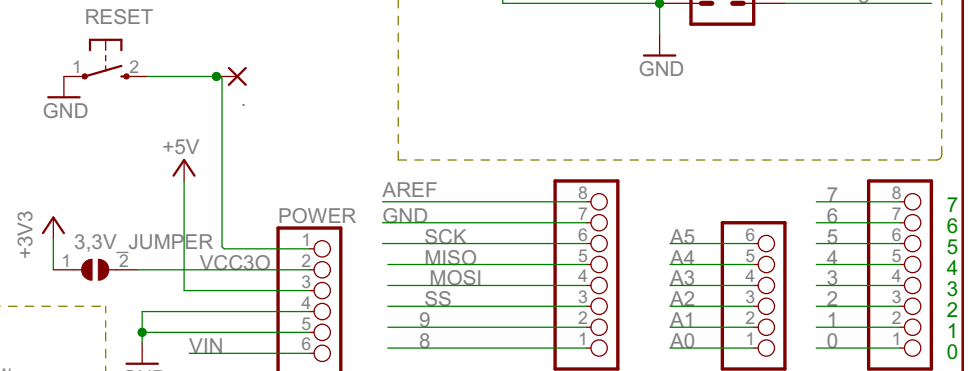 RESET
1 2
GND
GND
+5V
+3V3
3,3V_JUMPER
1 2
POWER
1
VCC3O 2
3
4
5
VIN 6
AREF 8
GND 7
SCK 6
MISO 5
MOSI 4
SS 3
9 2
8 1
A5 6
A4 5
A3 4
A2 3
A1 2
A0 1
7 8 7
6 7 6
5 6 5
4 5 4
3 4 3
2 3 2
1 2 1
0 1 0